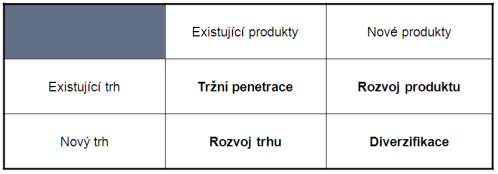 Existující produkty
Nové produkty
Existující trh
Tržní penetrace
Rozvoj produktu
Nový trh
Rozvoj trhu
Diverzifikace